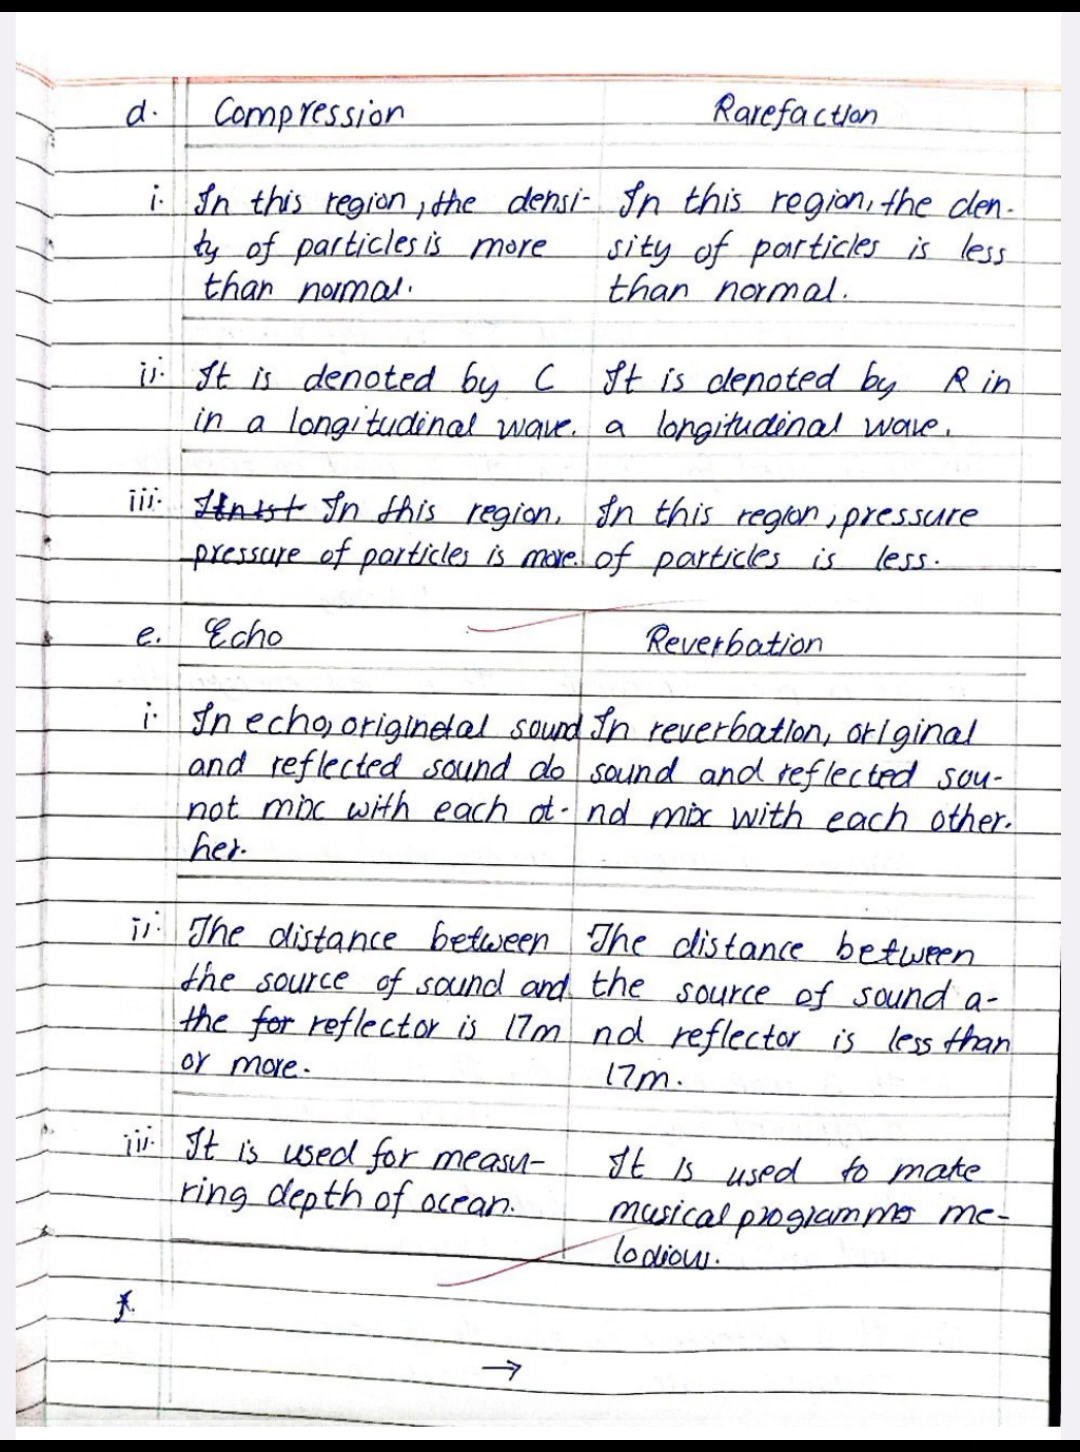 d. Compression Rarefaction
i. In this region, the densi- In this region, the den-
ty of particles is more sity of particles is less
than normal. than normal.
ii. It is denoted by C It is denoted by R in
in a longitudinal wave. a longitudinal wave.
iii. In this region, In this region, pressure
pressure of particles is more. of particles is less.
e. Echo Reverbation
i. In echo, original sound In reverbation, original
and reflected sound do sound and reflected sou-
not mix with each ot- nd mix with each other.
her.
ii. The distance between The distance between
the source of sound and the source of sound a-
the for reflector is 17m nd reflector is less than
or more. 17m.
iii. It is used for measu- It is used to make
ring depth of ocean. musical programmes me-
lodious.
f.
→